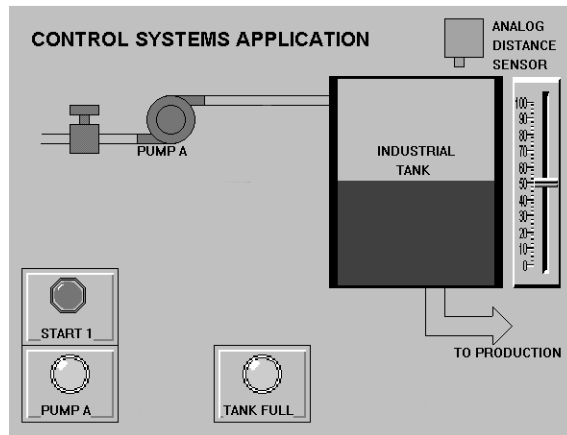 CONTROL SYSTEMS APPLICATION
ANALOG
DISTANCE
SENSOR
PUMP A
INDUSTRIAL
TANK
100
90
80
70
60
50
40
30
20
10
0
START 1
PUMP A
TANK FULL
TO PRODUCTION